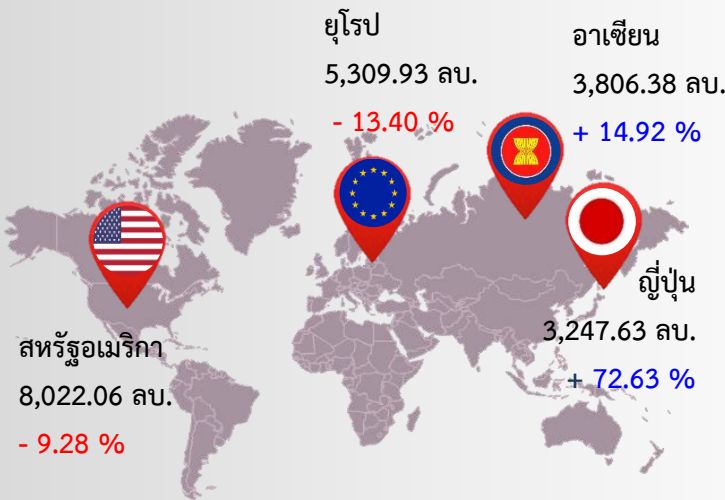 ยุโรป
5,309.93 ลบ.
- 13.40 %
อาเซียน
3,806.38 ลบ.
+ 14.92 %
ญี่ปุ่น
3,247.63 ลบ.
+ 72.63 %
สหรัฐอเมริกา
8,022.06 ลบ.
- 9.28 %